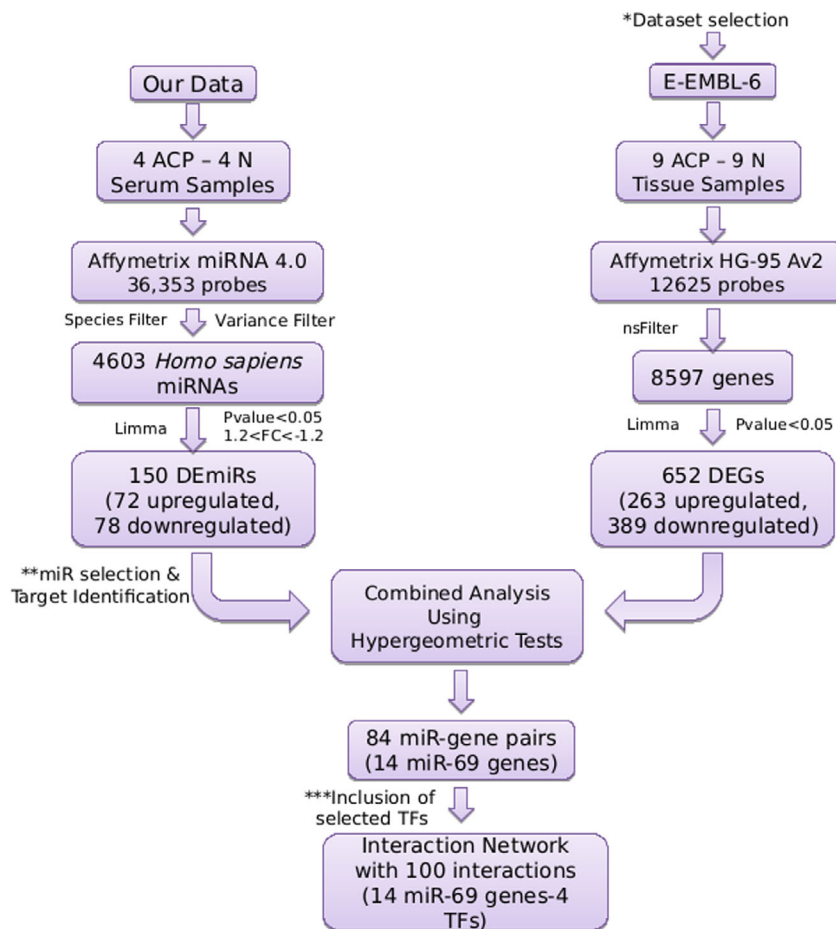 *Dataset selection
Our Data
E-EMBL-6
4 ACP – 4 N
Serum Samples
9 ACP – 9 N
Tissue Samples
Affymetrix miRNA 4.0
36,353 probes
Affymetrix HG-95 Av2
12625 probes
Species Filter
Variance Filter
nsFilter
4603 Homo sapiens
miRNAs
8597 genes
Limma
Pvalue<0.05
1.2<FC<-1.2
Limma
Pvalue<0.05
150 DEmiRs
(72 upregulated,
78 downregulated)
652 DEGs
(263 upregulated,
389 downregulated)
**miR selection &
Target Identification
Combined Analysis
Using
Hypergeometric Tests
84 miR-gene pairs
(14 miR-69 genes)
***Inclusion of
selected TFs
Interaction Network
with 100 interactions
(14 miR-69 genes-4
TFs)